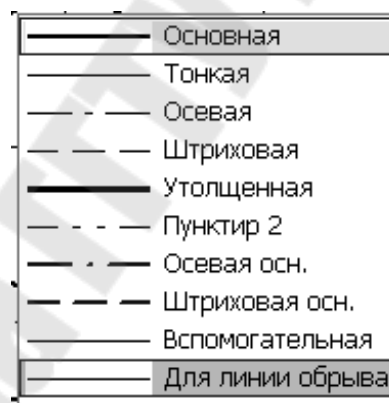 Основная
Тонкая
Осевая
Штриховая
Утолщенная
Пунктир 2
Осевая осн.
Штриховая осн.
Вспомогательная
Для линии обрыва